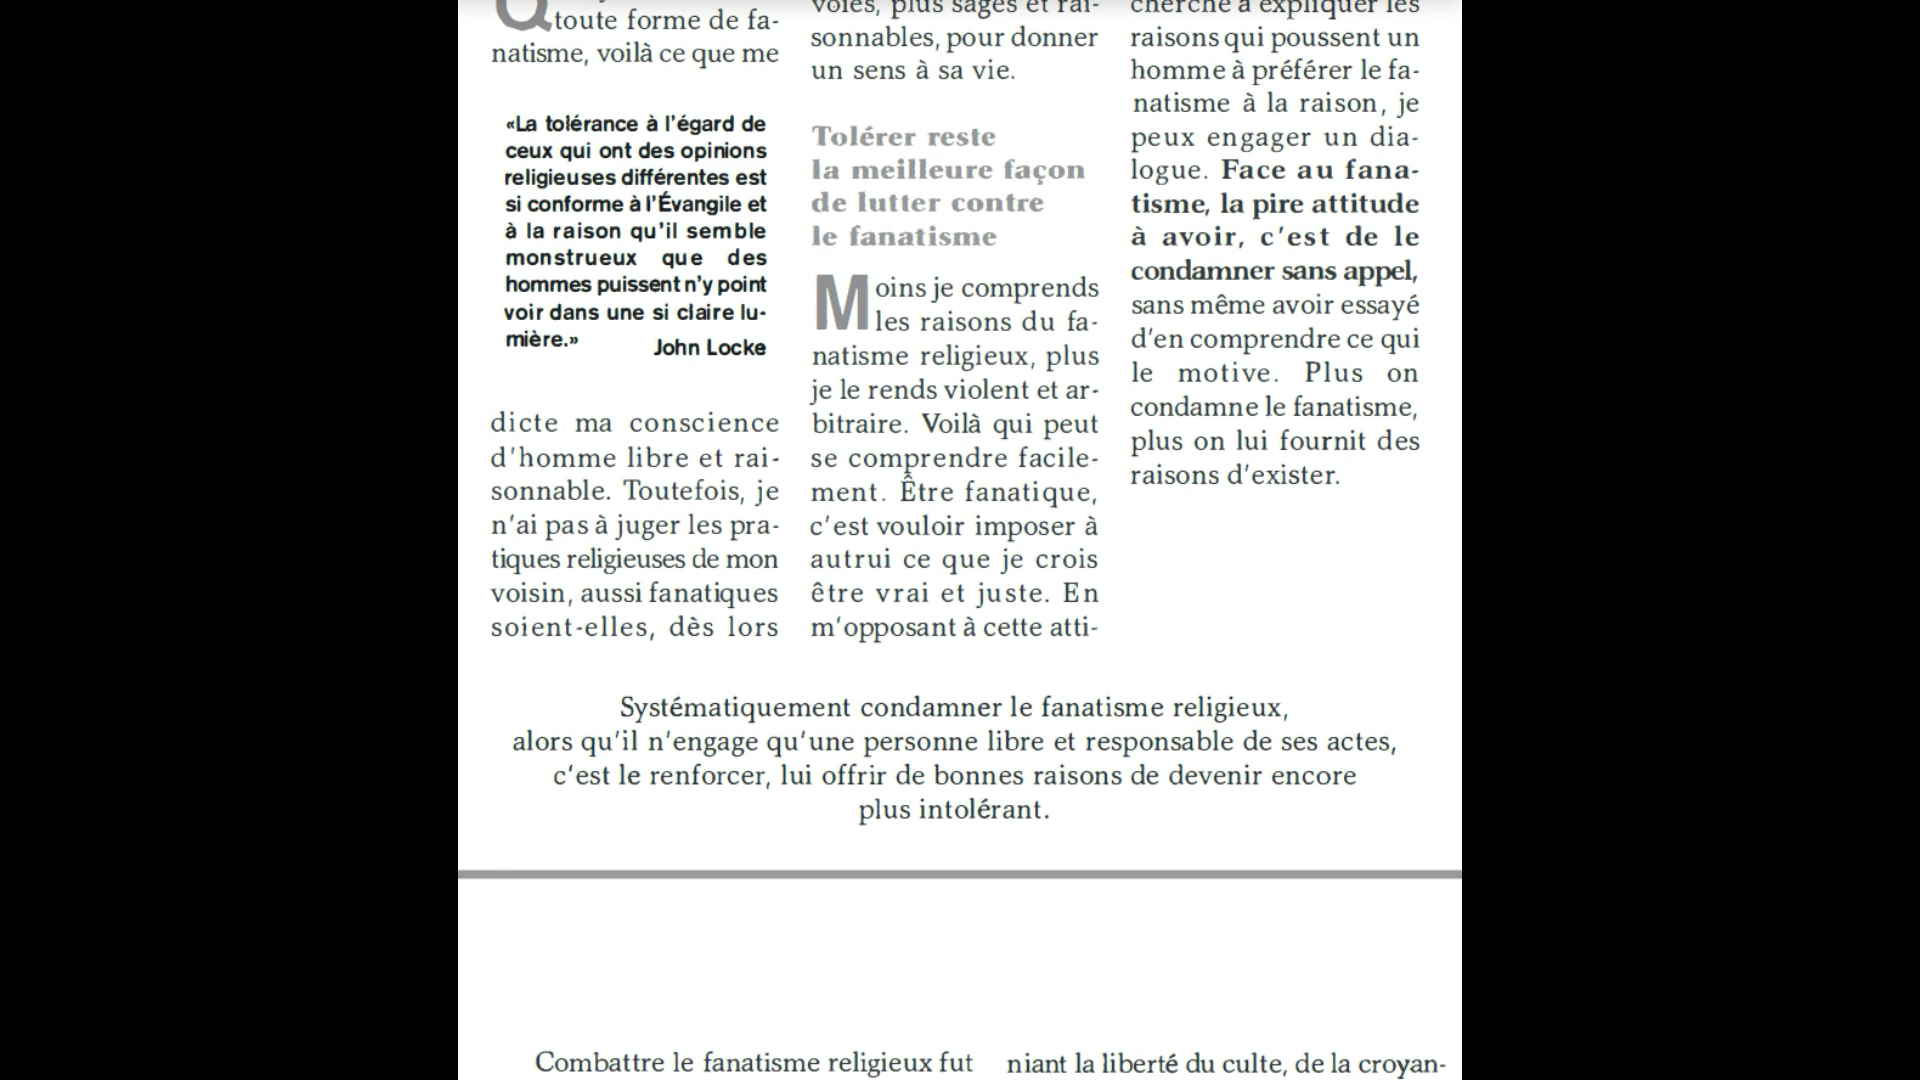 Q
toute forme de fa-
natisme, voilà ce que me
«La tolérance à l'égard de
ceux qui ont des opinions
religieuses différentes est
si conforme à l'Évangile et
à la raison qu'il semble
monstrueux que des
hommes puissent n'y point
voir dans une si claire lu-
mière.»
John Locke
dicte ma conscience
d'homme libre et rai-
sonnable. Toutefois, je
n'ai pas à juger les pra-
tiques religieuses de mon
voisin, aussi fanatiques
soient-elles, dès lors
voies, plus sages et rai-
sonnables, pour donner
un sens à sa vie.
Tolérer reste
la meilleure façon
de lutter contre
le fanatisme
Moins je comprends
les raisons du fa-
natisme religieux, plus
je le rends violent et ar-
bitraire. Voilà qui peut
se comprendre facile-
ment. Être fanatique,
c'est vouloir imposer à
autrui ce que je crois
être vrai et juste. En
m'opposant à cette atti-
cherche à expliquer les
raisons qui poussent un
homme à préférer le fa-
natisme à la raison, je
peux engager un dia-
logue. Face au fana-
tisme, la pire attitude
à avoir, c'est de le
condamner sans appel,
sans même avoir essayé
d'en comprendre ce qui
le motive. Plus on
condamne le fanatisme,
plus on lui fournit des
raisons d'exister.
Systématiquement condamner le fanatisme religieux,
alors qu'il n'engage qu'une personne libre et responsable de ses actes,
c'est le renforcer, lui offrir de bonnes raisons de devenir encore
plus intolérant.
Combattre le fanatisme religieux fut
niant la liberté du culte, de la croyan-